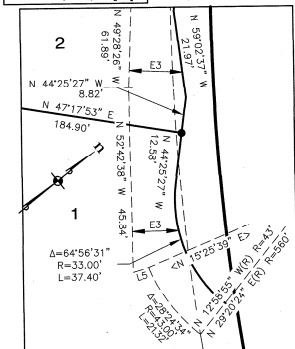 2
N 49°28'26" W
61.89'
E3
N 59°02'37" W
21.97'
N 44°25'27" W
8.82'
N 47°17'53" E
184.90'
N 52°42'38" W 45.34'
N 44°25'27" W
12.58'
n
1
E3
Δ=64°56'31"
R=33.00'
L=37.40'
N 15°25'39" E
L5
Δ=28°24'34"
R=43.00'
L=21.32'
N 12°58'55" W(R) R=43'
N 29°20'24" E(R) R=560'